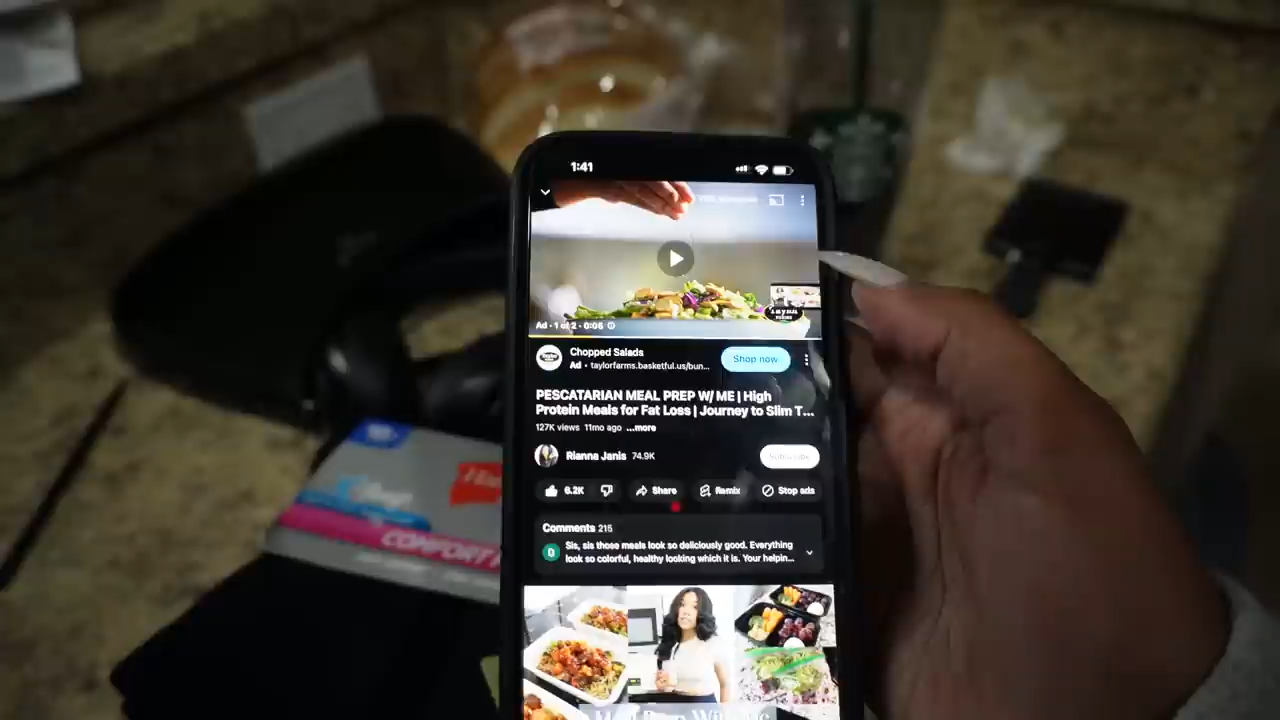 1:41
Ad · 1 of 2 · 0:05
Chopped Salads
Shop now
Ad • taylorfarms.basketful.us/bun...
PESCATARIAN MEAL PREP W/ ME | High
Protein Meals for Fat Loss | Journey to Slim T...
127K views 11mo ago ...more
Rianna Janis 74.9K
Subscribe
6.2K
Share
Remix
Stop ads
Comments 215
Sis, sis those meals look so deliciously good. Everything
look so colorful, healthy looking which it is. Your helpin...
COMFORT